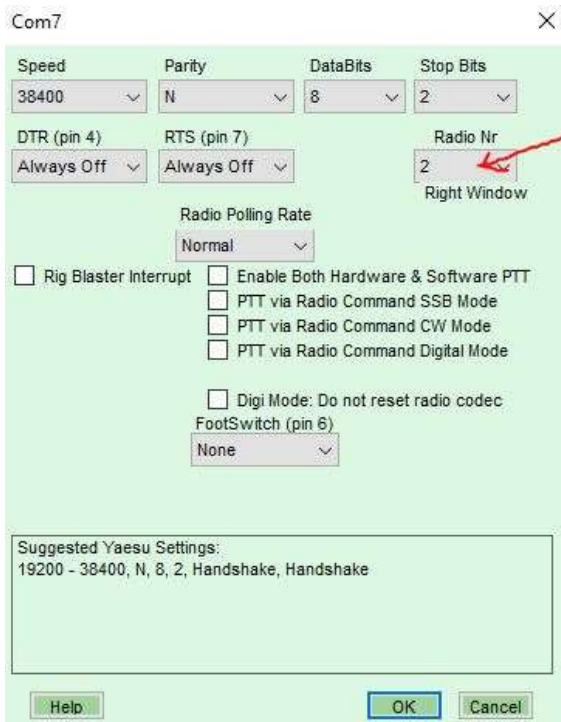 Com7
Speed Parity DataBits Stop Bits
38400 N 8 2
DTR (pin 4) RTS (pin 7) Radio Nr
Always Off Always Off 2
Right Window
Radio Polling Rate
Normal
Rig Blaster Interrupt Enable Both Hardware & Software PTT
PTT via Radio Command SSB Mode
PTT via Radio Command CW Mode
PTT via Radio Command Digital Mode
Digi Mode: Do not reset radio codec
FootSwitch (pin 6)
None
Suggested Yaesu Settings:
19200 - 38400, N, 8, 2, Handshake, Handshake
Help OK Cancel